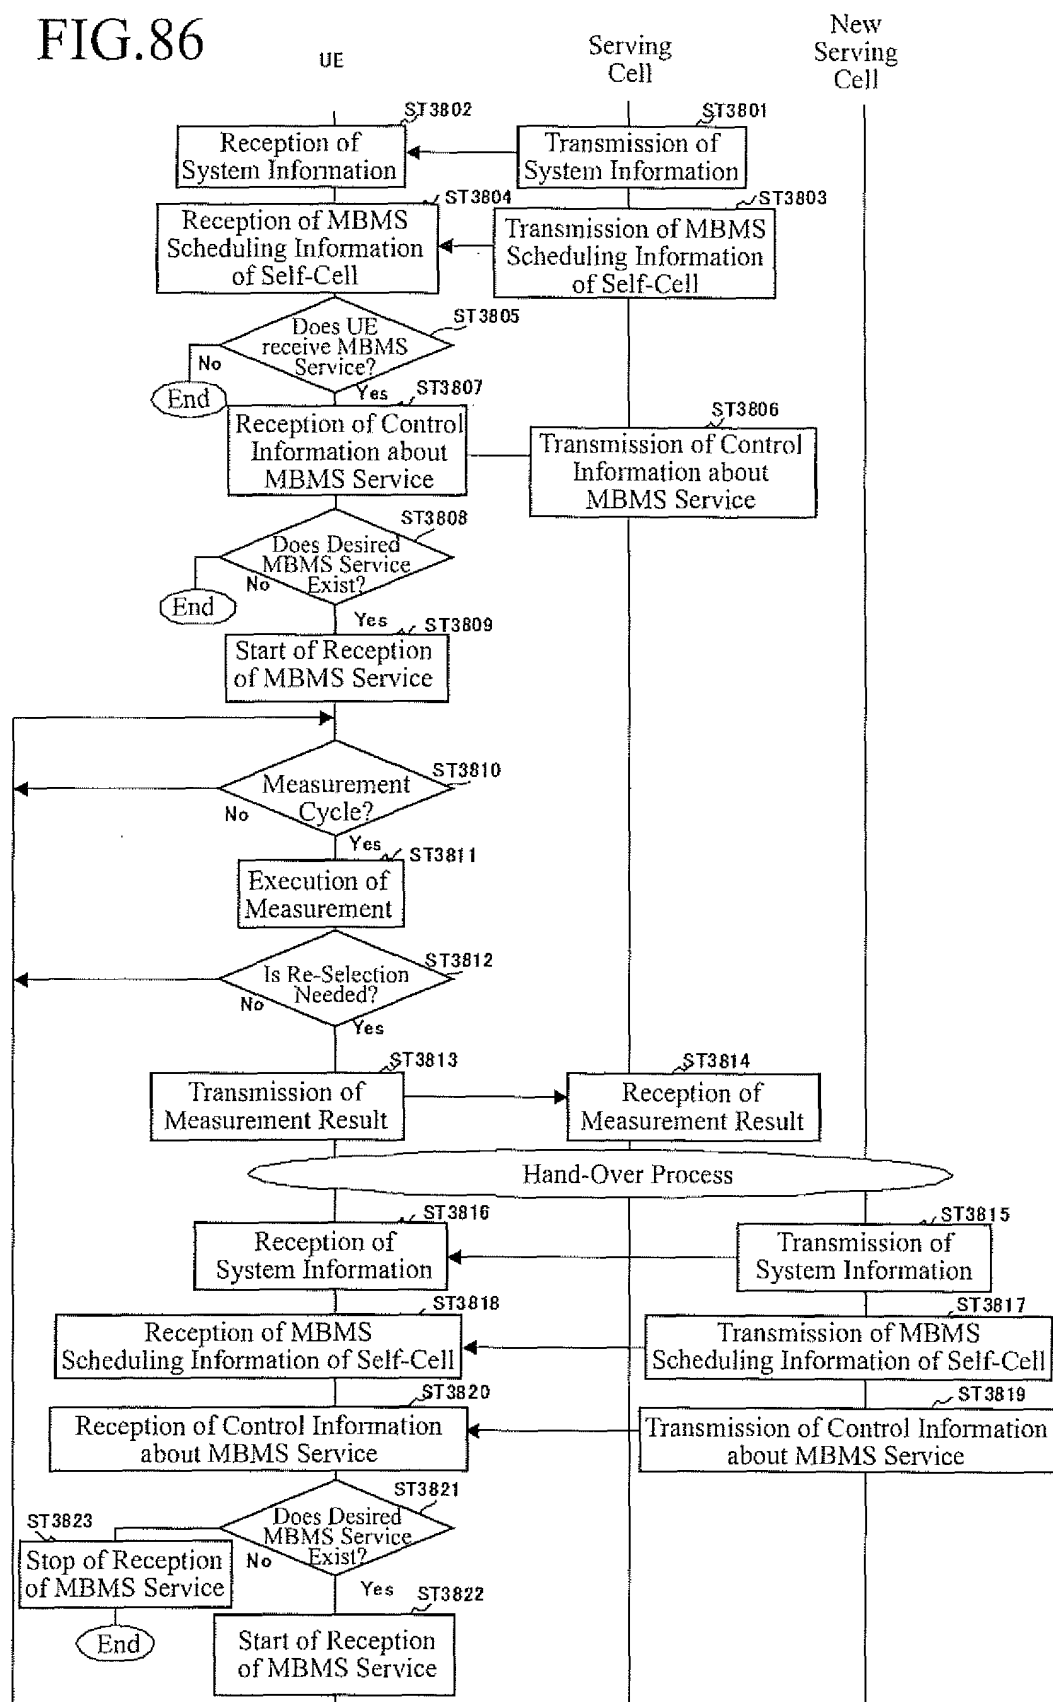 FIG.86
UE
Serving
Cell
New
Serving
Cell
ST3802
Reception of
System Information
ST3801
Transmission of
System Information
ST3804
Reception of MBMS
Scheduling Information
of Self-Cell
ST3803
Transmission of MBMS
Scheduling Information
of Self-Cell
ST3805
Does UE
receive MBMS
Service?
No
End
Yes
ST3807
Reception of Control
Information about
MBMS Service
ST3806
Transmission of Control
Information about
MBMS Service
ST3808
Does Desired
MBMS Service
Exist?
No
End
Yes
ST3809
Start of Reception
of MBMS Service
ST3810
Measurement
Cycle?
No
Yes
ST3811
Execution of
Measurement
ST3812
Is Re-Selection
Needed?
No
Yes
ST3813
Transmission of
Measurement Result
ST3814
Reception of
Measurement Result
Hand-Over Process
ST3816
Reception of
System Information
ST3815
Transmission of
System Information
ST3818
Reception of MBMS
Scheduling Information of Self-Cell
ST3817
Transmission of MBMS
Scheduling Information of Self-Cell
ST3820
Reception of Control Information
about MBMS Service
ST3819
Transmission of Control Information
about MBMS Service
ST3821
Does Desired
MBMS Service
Exist?
No
ST3823
Stop of Reception
of MBMS Service
End
Yes
ST3822
Start of Reception
of MBMS Service